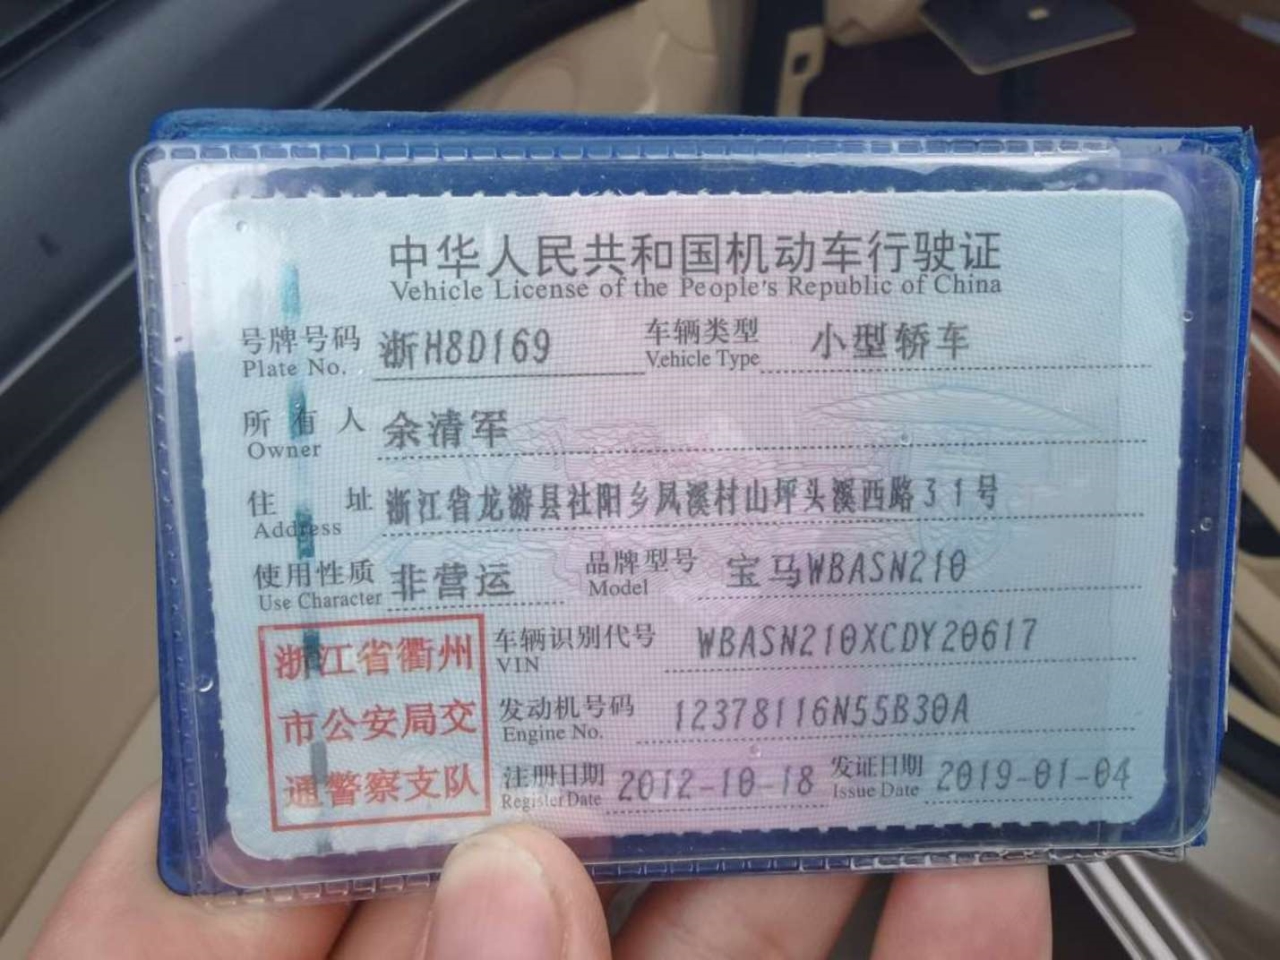 中华人民共和国机动车行驶证
Vehicle License of the People's Republic of China
号牌号码 浙H8D169 车辆类型 小型轿车
Plate No. Vehicle Type
所有人 余清军
Owner
住址 浙江省龙游县社阳乡凤溪村山坪头溪西路31号
Address
使用性质 非营运 品牌型号 宝马WBASN210
Use Character Model
浙江省衢州
市公安局交
通警察支队
车辆识别代号 WBASN210XCDY20617
VIN
发动机号码 12378116N55B30A
Engine No.
注册日期 2012-10-18 发证日期 2019-01-04
Register Date Issue Date